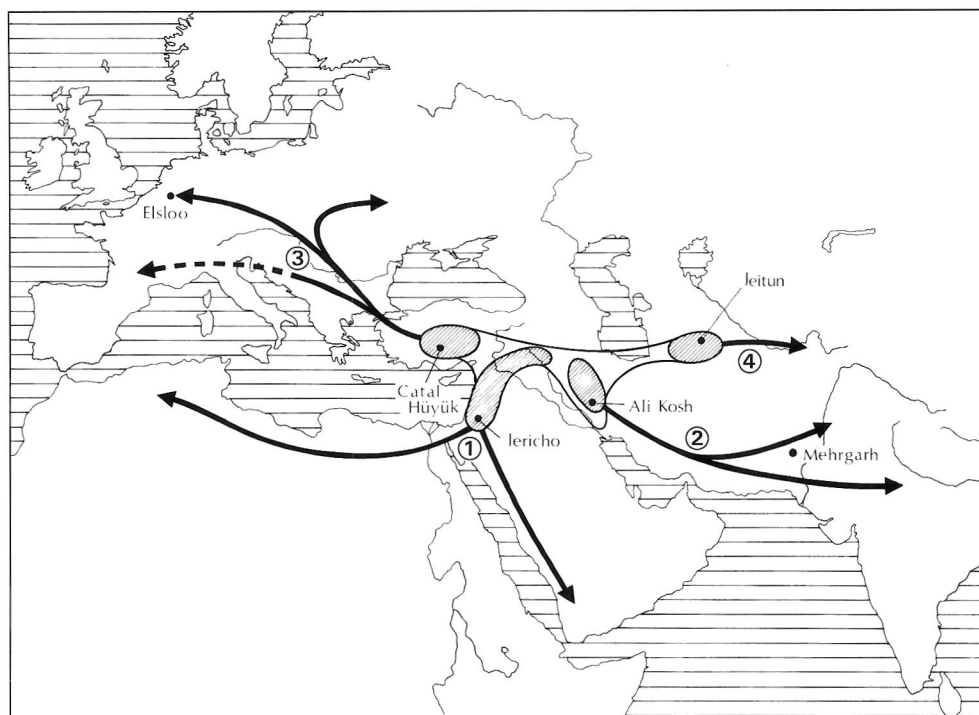 Elsloo
③
Jeitun
④
Catal
Hüyük
Ali Kosh
Jericho
①
②
Mehrgarh